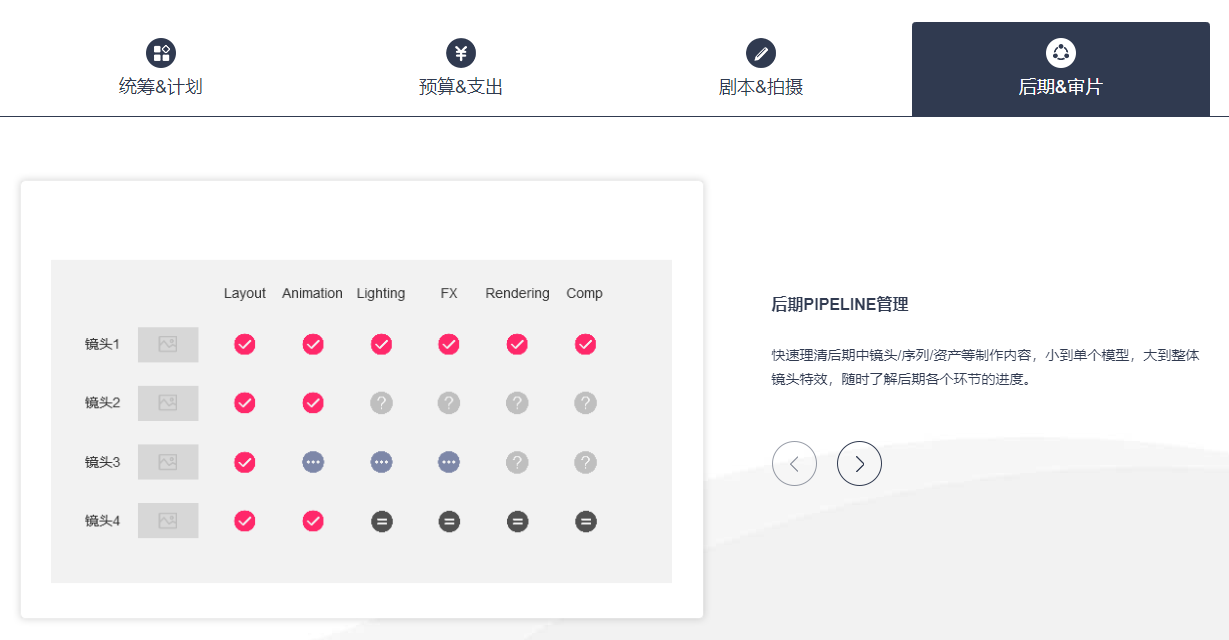 统筹&计划
预算&支出
剧本&拍摄
后期&审片
Layout Animation Lighting FX Rendering Comp
镜头1
镜头2
镜头3
镜头4
后期PIPELINE管理
快速理清后期中镜头/序列/资产等制作内容，小到单个模型，大到整体
镜头特效，随时了解后期各个环节的进度。